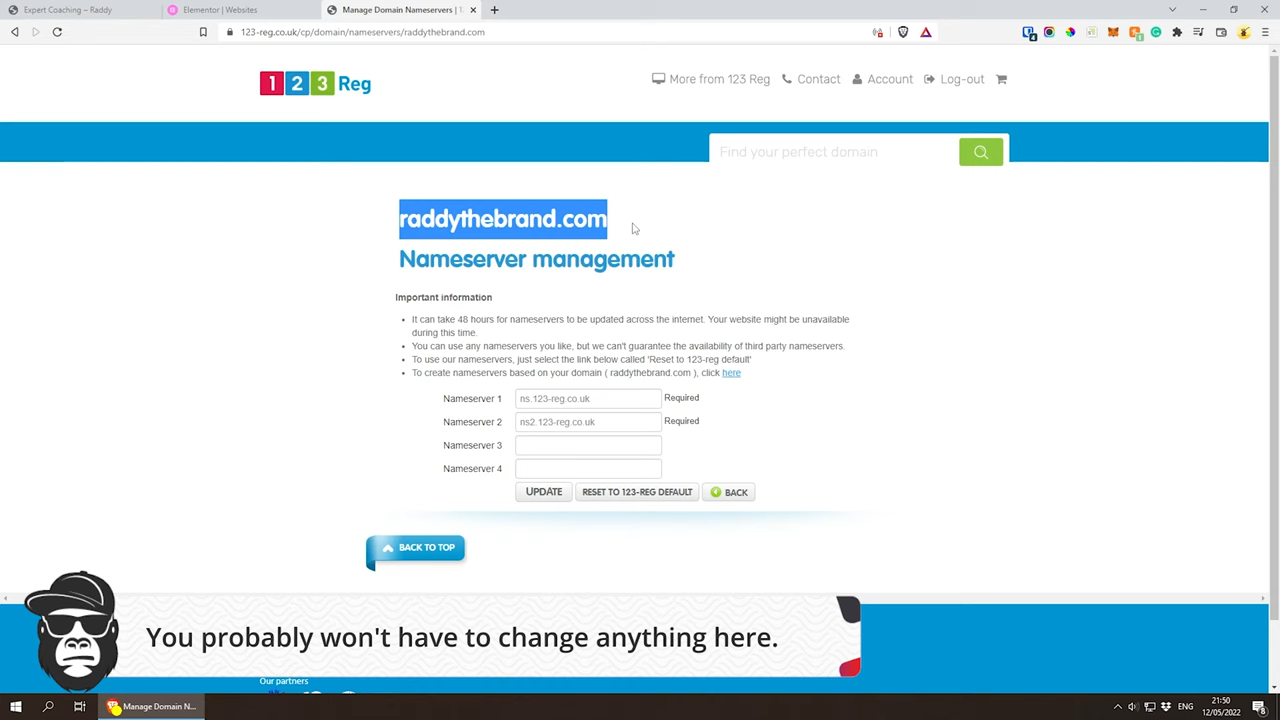 Expert Coaching – Raddy
Elementor | Websites
Manage Domain Nameservers | 1
123-reg.co.uk/cp/domain/nameservers/raddythebrand.com
1 2 3 Reg
More from 123 Reg
Contact
Account
Log-out
Find your perfect domain
raddythebrand.com
Nameserver management
Important information
It can take 48 hours for nameservers to be updated across the internet. Your website might be unavailable
during this time.
You can use any nameservers you like, but we can't guarantee the availability of third party nameservers.
To use our nameservers, just select the link below called 'Reset to 123-reg default'
To create nameservers based on your domain ( raddythebrand.com ), click here
Nameserver 1 ns.123-reg.co.uk Required
Nameserver 2 ns2.123-reg.co.uk Required
Nameserver 3
Nameserver 4
UPDATE RESET TO 123-REG DEFAULT BACK
BACK TO TOP
You probably won't have to change anything here.
Our partners
Manage Domain N...
ENG
21:50
12/05/2022